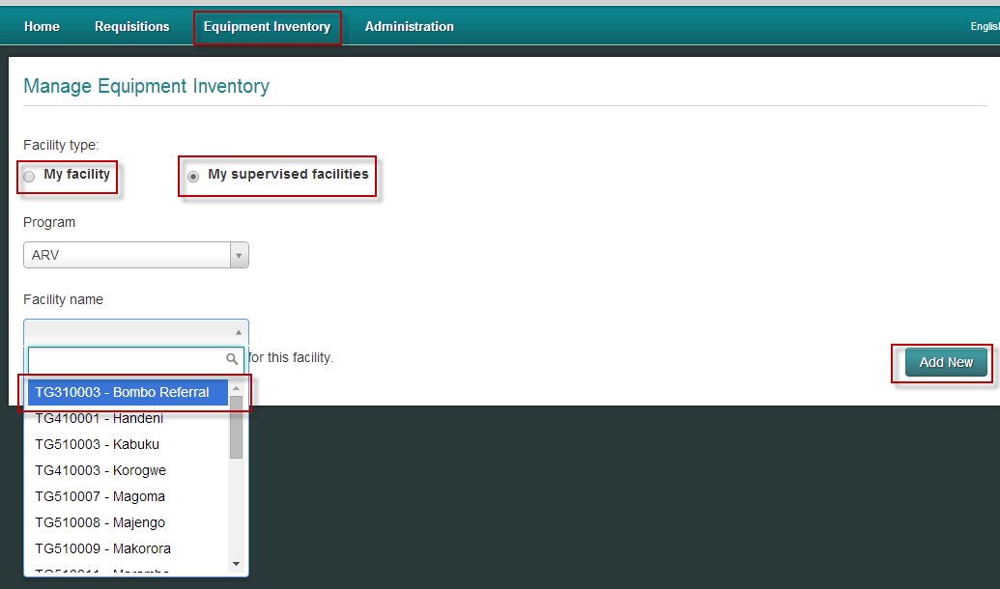 Home Requisitions Equipment Inventory Administration English
Manage Equipment Inventory
Facility type:
My facility My supervised facilities
Program
ARV
Facility name
for this facility.
Add New
TG310003 - Bombo Referral
TG410001 - Handeni
TG510003 - Kabuku
TG410003 - Korogwe
TG510007 - Magoma
TG510008 - Majengo
TG510009 - Makorora